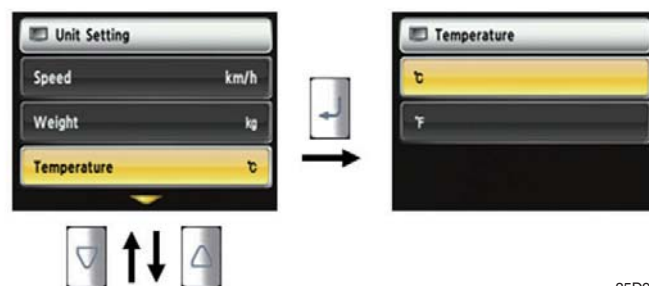 Unit Setting
Speed km/h
Weight kg
Temperature ℃
Temperature
℃
℉